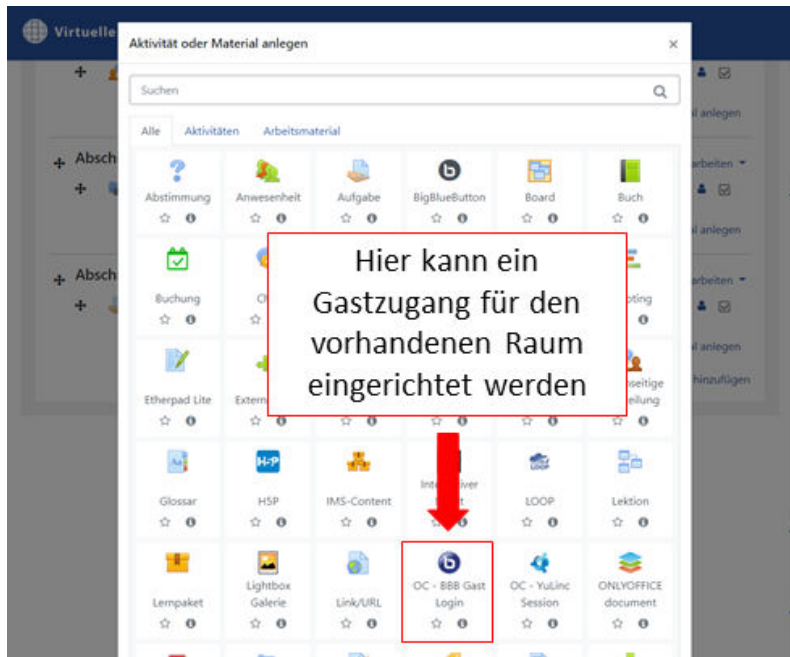 Virtuelle
Aktivität oder Material anlegen
Suchen
Alle Aktivitäten Arbeitsmaterial
anlegen
Absch
arbeiten
Abstimmung Anwesenheit Aufgabe BigBlueButton Board Buch
anlegen
Hier kann ein
Gastzugang für den
vorhandenen Raum
eingerichtet werden
Absch
arbeiten
Buchung
anlegen
hinzufügen
Etherpad Lite Extern
Glossar H5P IMS-Content LOOP Lektion
Lernpaket Lightbox
Galerie Link/URL OC - BBB Gast
Login OC - YuLinc
Session ONLYOFFICE
document